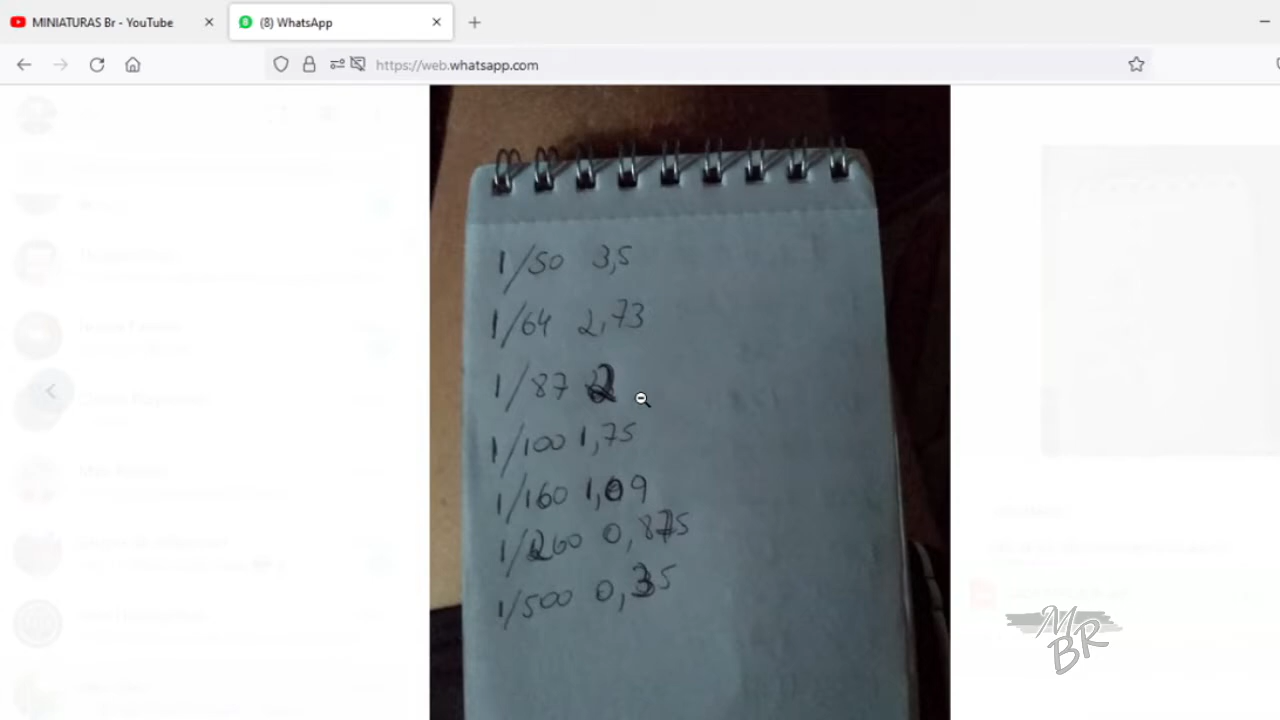 MINIATURAS Br - YouTube
(8) WhatsApp
https://web.whatsapp.com
1/50 3,5
1/64 2,73
1/87 2
1/100 1,75
1/160 1,09
1/260 0,875
1/500 0,35
MBR